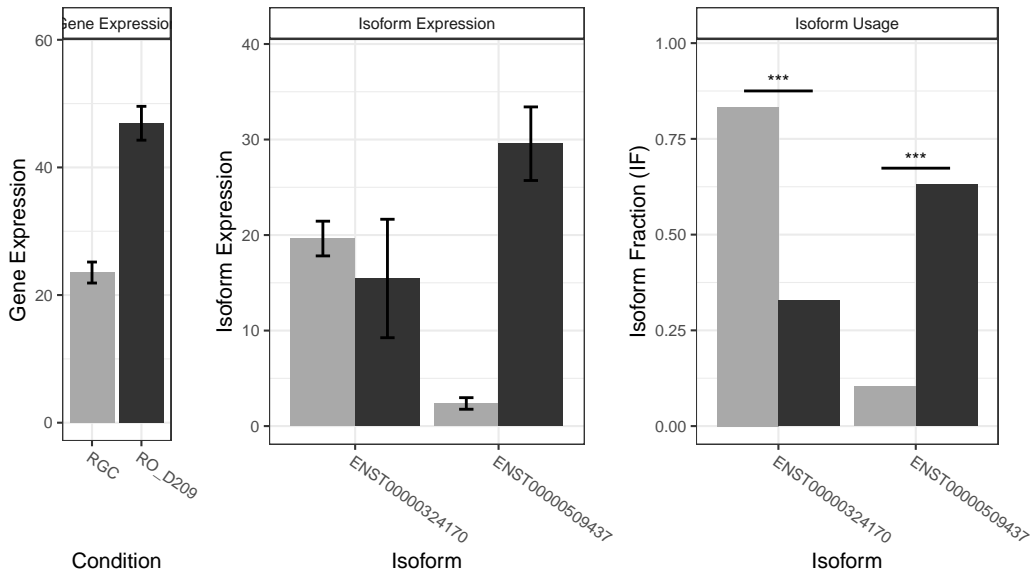 Gene Expression
Gene Expression
60
40
20
0
RGC
RO_D209
Condition
Isoform Expression
Isoform Expression
40
30
20
10
0
ENST00000324170
ENST00000509437
Isoform
Isoform Usage
Isoform Fraction (IF)
1.00
0.75
0.50
0.25
0.00
***
***
ENST00000324170
ENST00000509437
Isoform